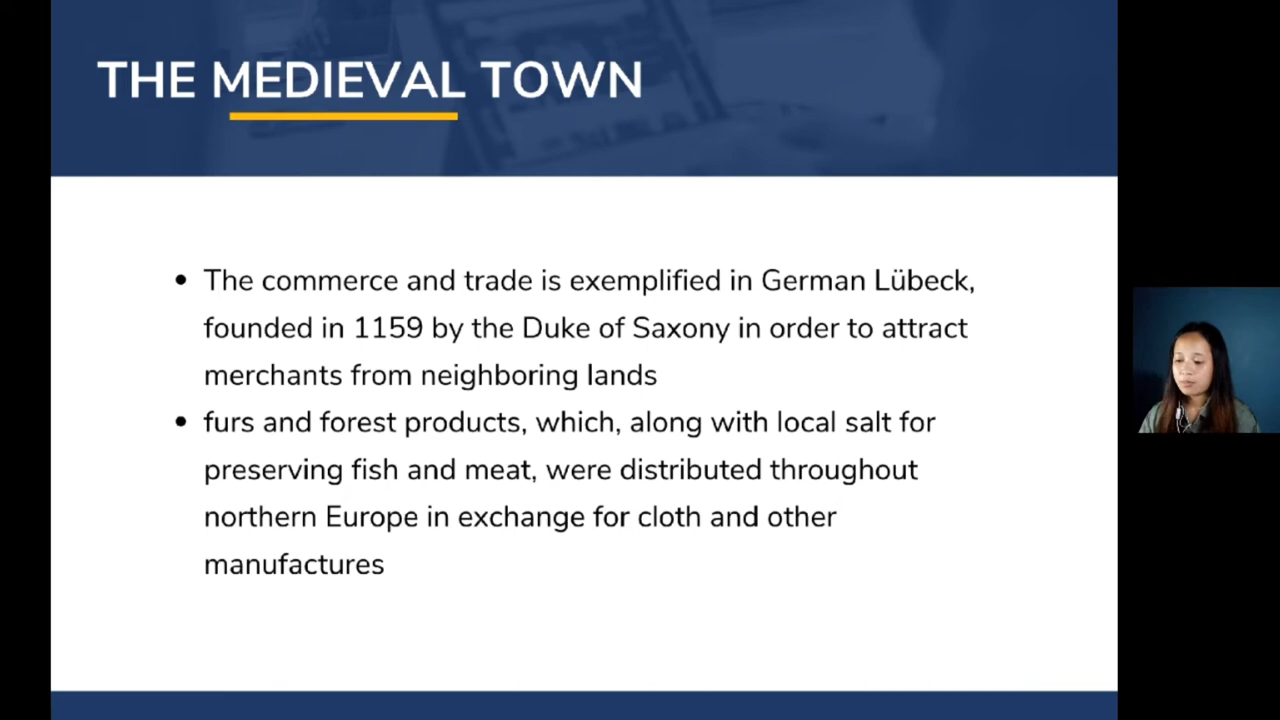 THE MEDIEVAL TOWN
• The commerce and trade is exemplified in German Lübeck,
founded in 1159 by the Duke of Saxony in order to attract
merchants from neighboring lands
• furs and forest products, which, along with local salt for
preserving fish and meat, were distributed throughout
northern Europe in exchange for cloth and other
manufactures